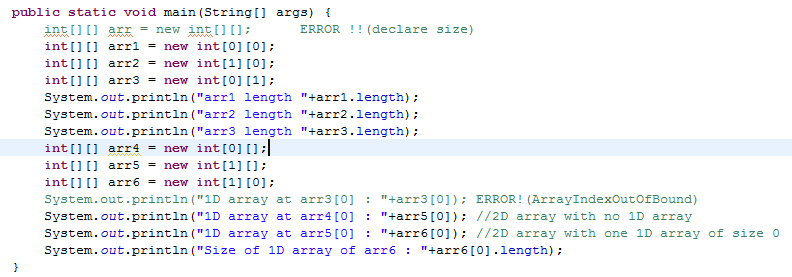 public static void main(String[] args) {
int[][] arr = new int[][]; ERROR !!(declare size)
int[][] arr1 = new int[0][0];
int[][] arr2 = new int[1][0];
int[][] arr3 = new int[0][1];
System.out.println("arr1 length "+arr1.length);
System.out.println("arr2 length "+arr2.length);
System.out.println("arr3 length "+arr3.length);
int[][] arr4 = new int[0][];
int[][] arr5 = new int[1][];
int[][] arr6 = new int[1][0];
System.out.println("1D array at arr3[0] : "+arr3[0]); ERROR!(ArrayIndexOutOfBound)
System.out.println("1D array at arr4[0] : "+arr5[0]); //2D array with no 1D array
System.out.println("1D array at arr5[0] : "+arr6[0]); //2D array with one 1D array of size 0
System.out.println("Size of 1D array of arr6 : "+arr6[0].length);
}